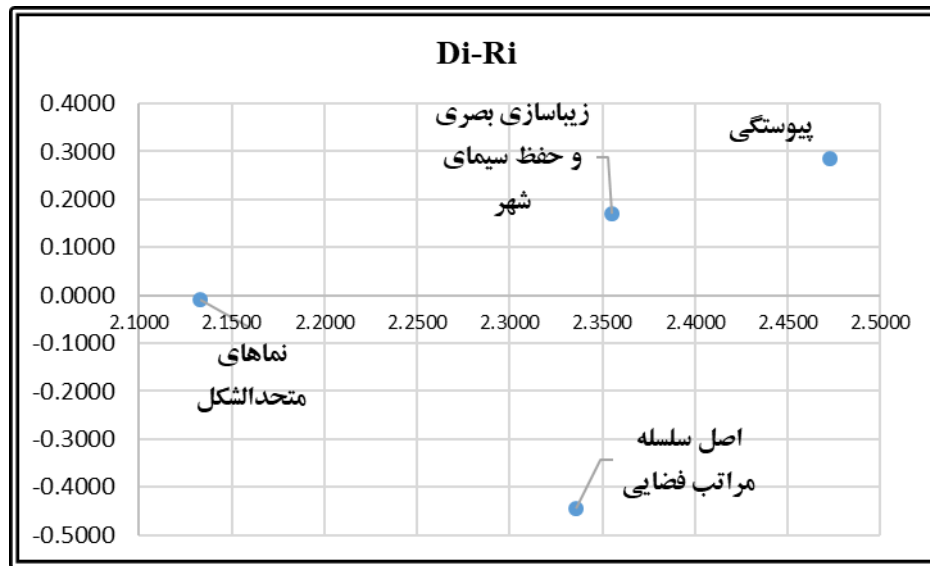 Di-Ri
0.4000
0.3000
0.2000
0.1000
0.0000
-0.1000
-0.2000
-0.3000
-0.4000
-0.5000
2.1000 2.1500 2.2000 2.2500 2.3000 2.3500 2.4000 2.4500 2.5000
زیباسازی بصری
و حفظ سیمای
شهر
پیوستگی
نماهای
متحدالشکل
اصل سلسله
مراتب فضایی